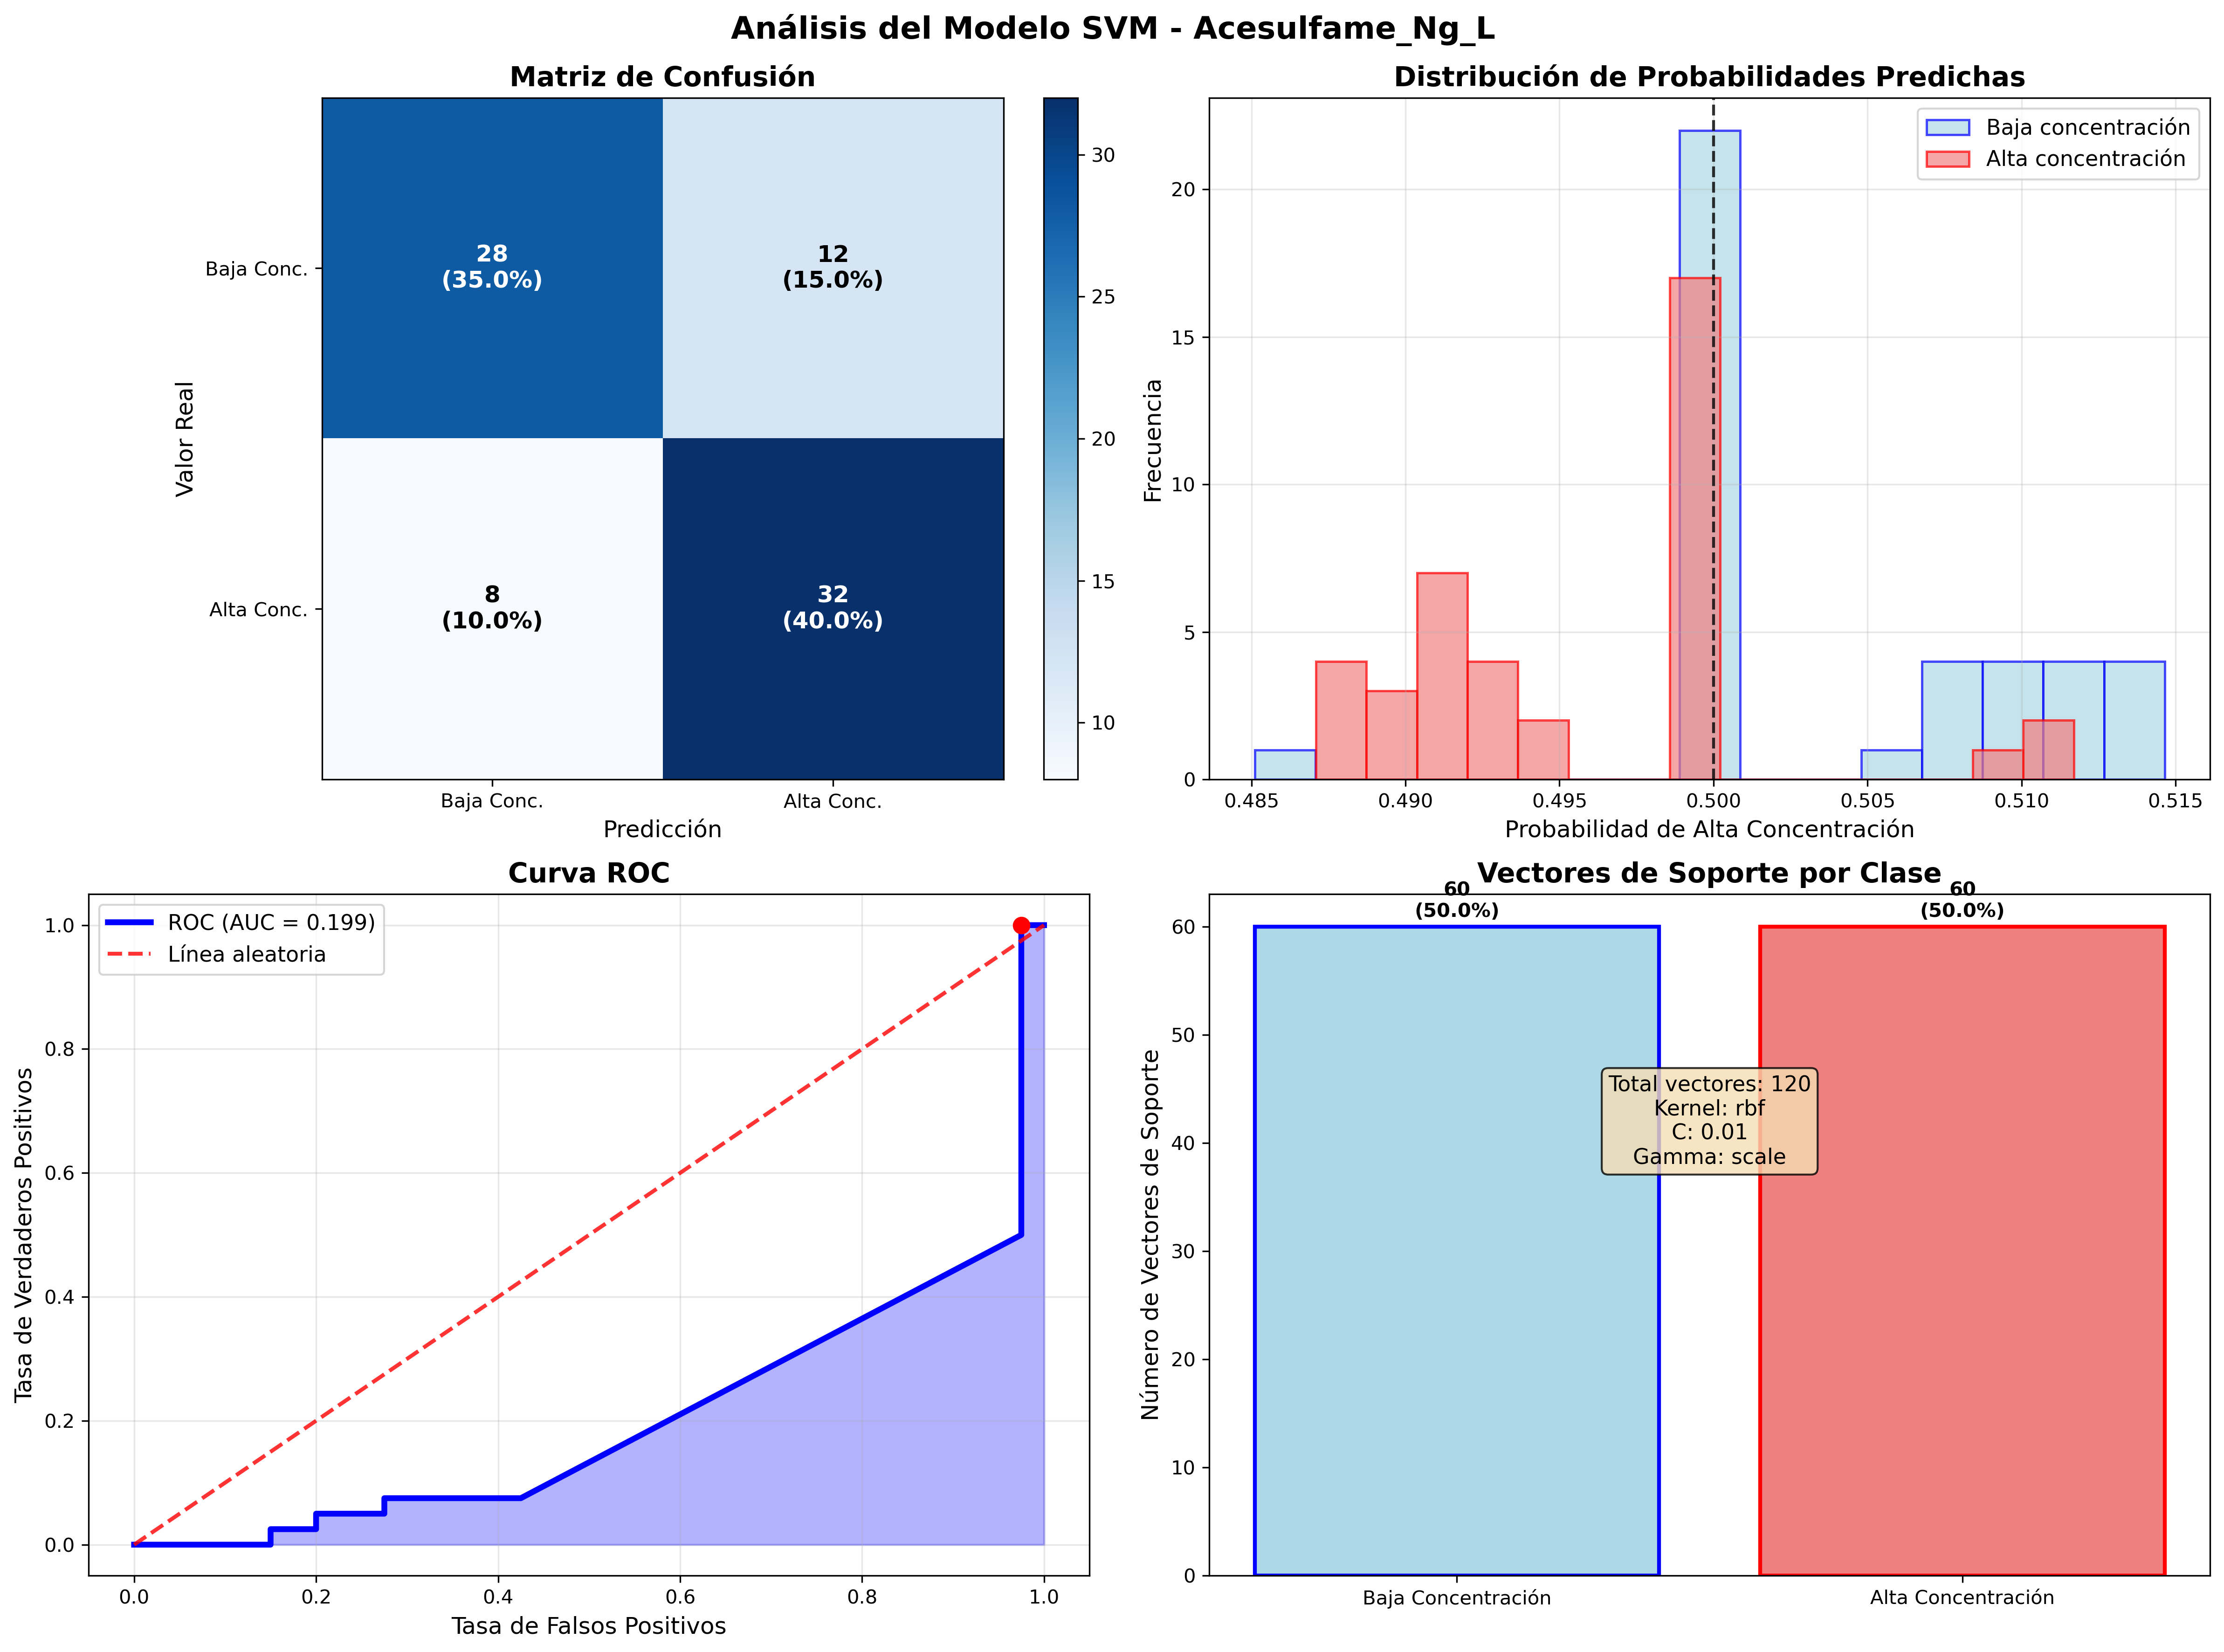 Análisis del Modelo SVM - Acesulfame_Ng_L
Matriz de Confusión
28
(35.0%)
12
(15.0%)
8
(10.0%)
32
(40.0%)
Baja Conc.
Alta Conc.
Valor Real
Baja Conc.
Alta Conc.
Predicción
30
25
20
15
10
Distribución de Probabilidades Predichas
Baja concentración
Alta concentración
Frecuencia
20
15
10
5
0
0.485
0.490
0.495
0.500
0.505
0.510
0.515
Probabilidad de Alta Concentración
Curva ROC
ROC (AUC = 0.199)
Línea aleatoria
Tasa de Verdaderos Positivos
1.0
0.8
0.6
0.4
0.2
0.0
0.0
0.2
0.4
0.6
0.8
1.0
Tasa de Falsos Positivos
Vectores de Soporte por Clase
60
(50.0%)
60
(50.0%)
Total vectores: 120
Kernel: rbf
C: 0.01
Gamma: scale
Número de Vectores de Soporte
60
50
40
30
20
10
0
Baja Concentración
Alta Concentración